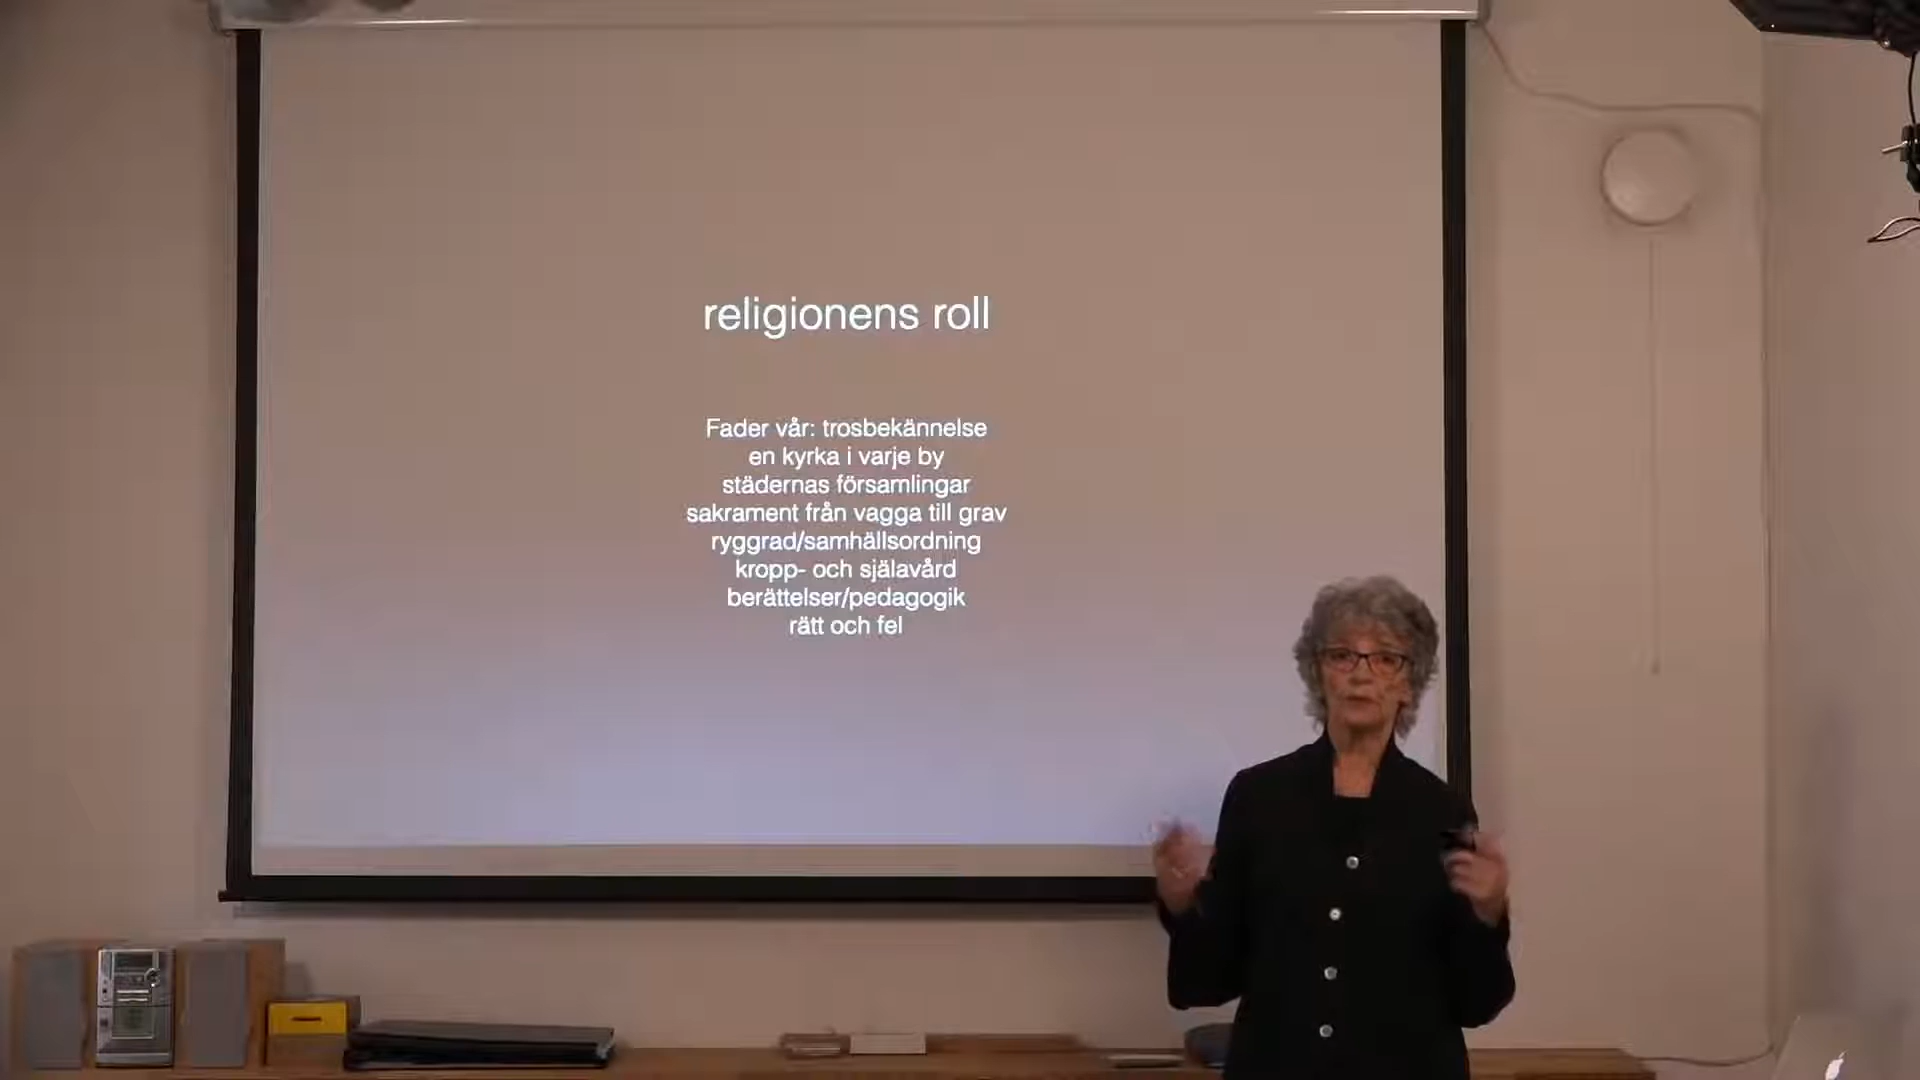 religionens roll
Fader vår: trosbekännelse
en kyrka i varje by
städernas församlingar
sakrament från vagga till grav
ryggrad/samhällsordning
kropp- och själavård
berättelser/pedagogik
rätt och fel